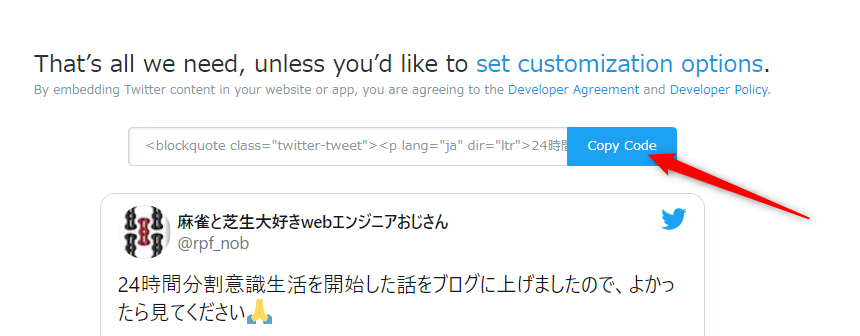 That's all we need, unless you'd like to set customization options.
By embedding Twitter content in your website or app, you are agreeing to the Developer Agreement and Developer Policy.
<blockquote class="twitter-tweet"><p lang="ja" dir="ltr">24時間
Copy Code
麻雀と芝生大好きwebエンジニアおじさん
@rpf_nob
24時間分割意識生活を開始した話をブログに上げましたので、よかっ
たら見てください🙏